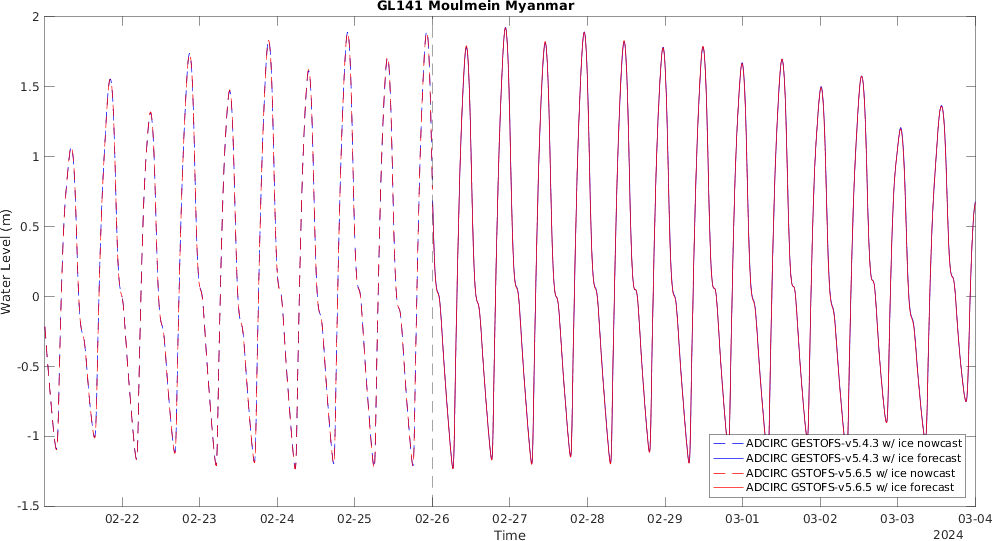 GL141 Moulmein Myanmar
2
1.5
1
0.5
0
-0.5
-1
-1.5
Water Level (m)
02-22 02-23 02-24 02-25 02-26 02-27 02-28 02-29 03-01 03-02 03-03 03-04
Time
2024
ADCIRC GESTOFS-v5.4.3 w/ ice nowcast
ADCIRC GESTOFS-v5.4.3 w/ ice forecast
ADCIRC GSTOFS-v5.6.5 w/ ice nowcast
ADCIRC GSTOFS-v5.6.5 w/ ice forecast